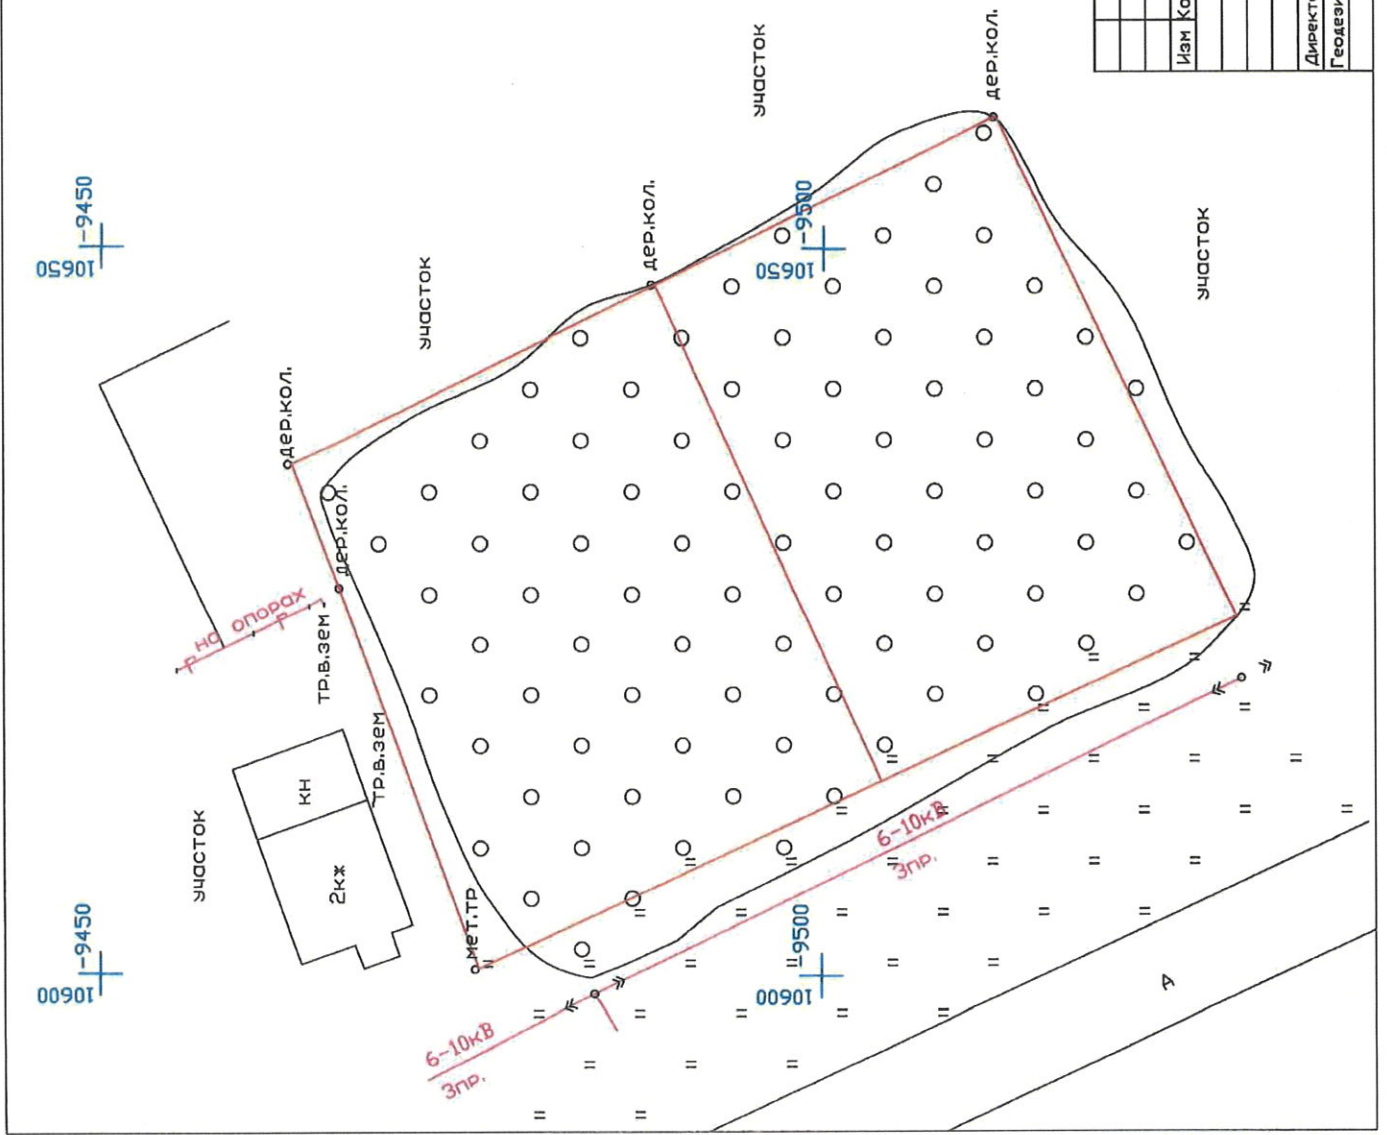 Изм
Директ
Геодези
участок
дер.кол.
-9450
10650
дер.кол.
-9500
10650
участок
участок
дер.кол.
дер.кол.
на опорах
Г
Г
тр.в.зем
тр.в.зем
участок
кн
2кж
мет.тр
-9450
10600
6-10кВ
3пр.
6-10кВ
3пр.
-9500
10600
А